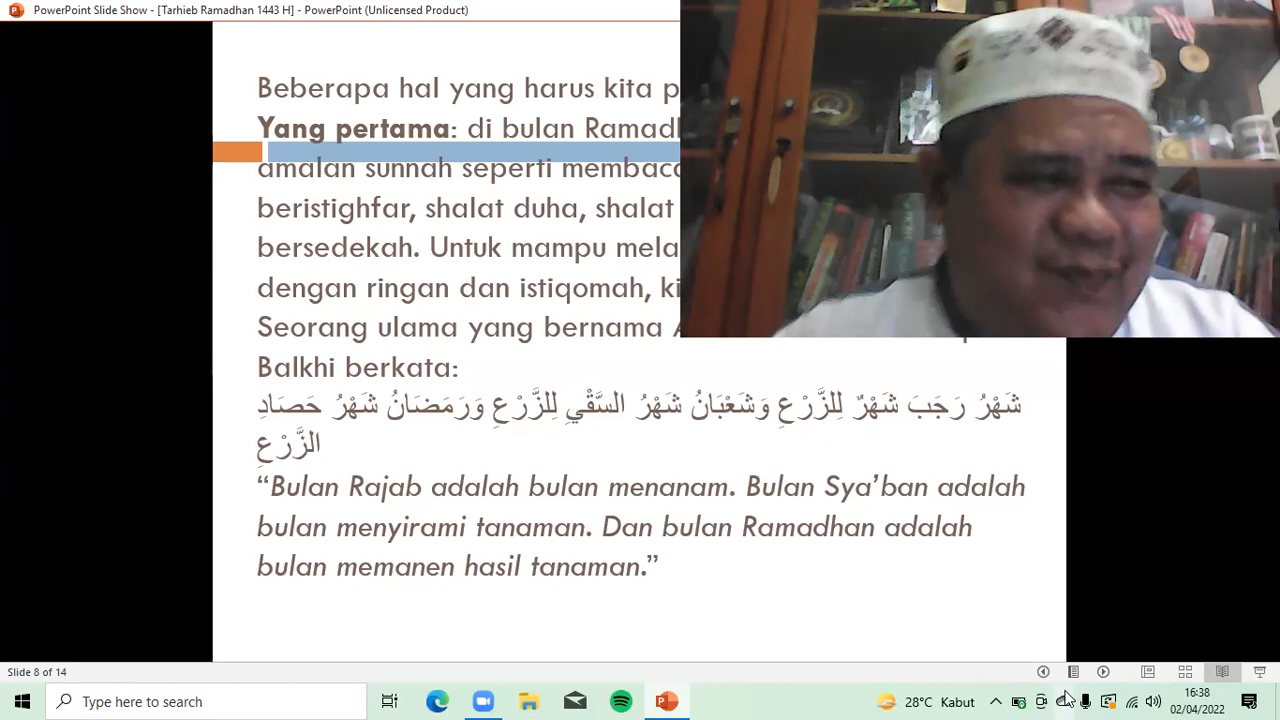 PowerPoint Slide Show - [Tarhieb Ramadhan 1443 H] - PowerPoint (Unlicensed Product)
Beberapa hal yang harus kita
Yang pertama: di bulan
amalan sunnah seperti
beristighfar, shalat duha, shalat
bersedekah. Untuk mampu
dengan ringan dan istiqomah,
Seorang ulama yang bernama
Balkhi berkata:
شَهْرُ رَجَبَ شَهْرٌ لِلزَّرْعِ وَشَعْبَانُ شَهْرُ السَّقْيِ لِلزَّرْعِ وَرَمَضَانُ شَهْرُ حَصَادِ
الزَّرْعِ
“Bulan Rajab adalah bulan menanam. Bulan Sya’ban adalah
bulan menyirami tanaman. Dan bulan Ramadhan adalah
bulan memanen hasil tanaman.”
Slide 8 of 14
Type here to search
28°C Kabut
16:38
02/04/2022